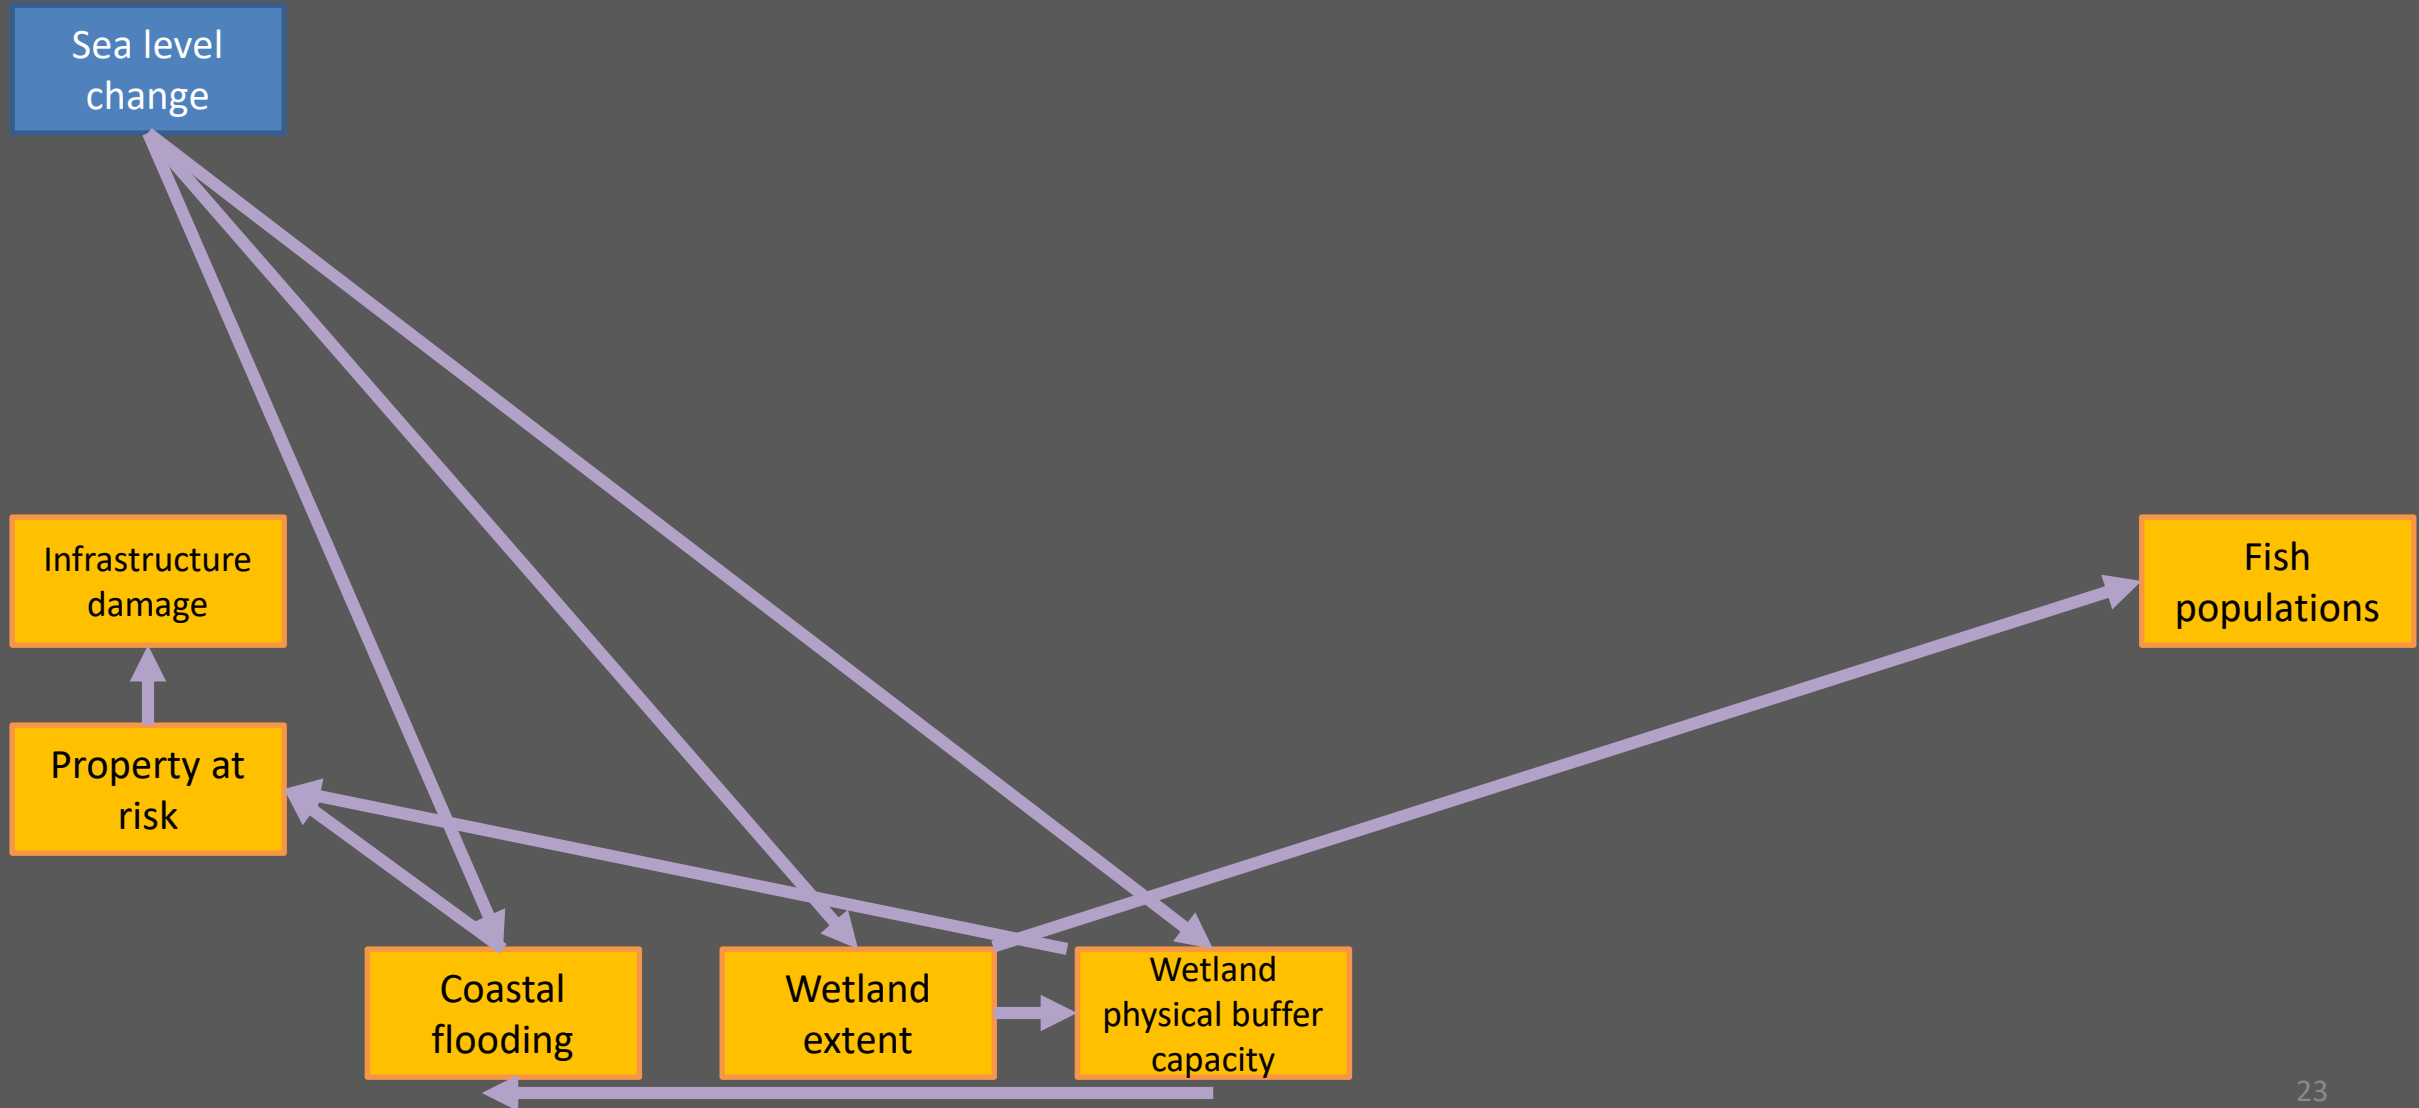 Sea level
change
Infrastructure
damage
Fish
populations
Property at
risk
Coastal
flooding
Wetland
extent
Wetland
physical buffer
capacity
23